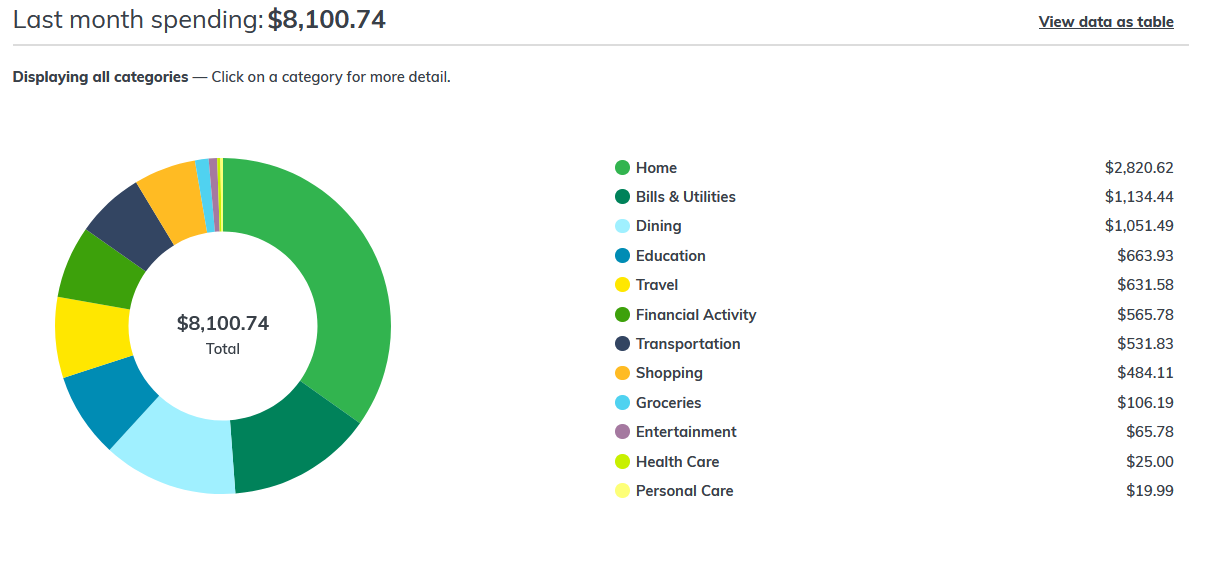 Last month spending: $8,100.74
View data as table
Displaying all categories — Click on a category for more detail.
$8,100.74
Total
Home $2,820.62
Bills & Utilities $1,134.44
Dining $1,051.49
Education $663.93
Travel $631.58
Financial Activity $565.78
Transportation $531.83
Shopping $484.11
Groceries $106.19
Entertainment $65.78
Health Care $25.00
Personal Care $19.99